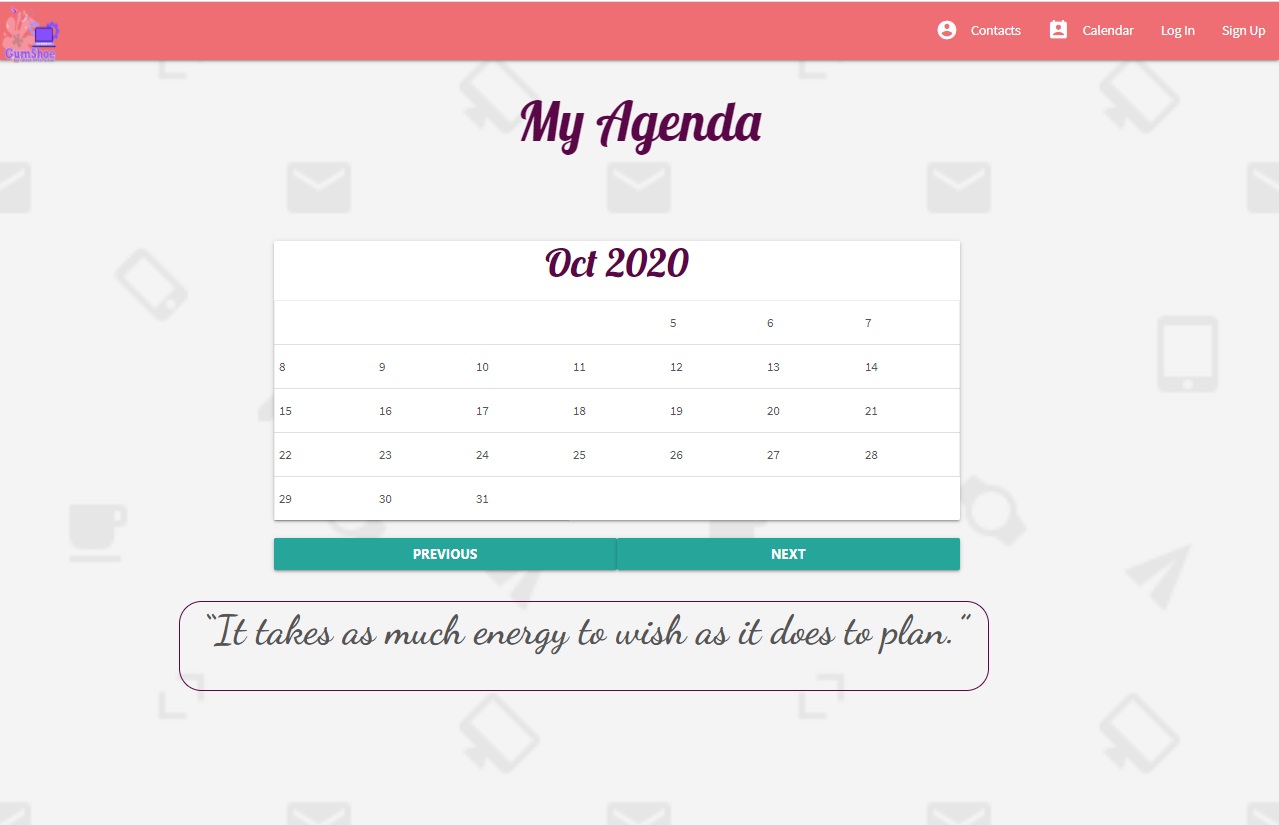 GumShoe
Contacts Calendar Log In Sign Up
My Agenda
Oct 2020
5 6 7
8 9 10 11 12 13 14
15 16 17 18 19 20 21
22 23 24 25 26 27 28
29 30 31
PREVIOUS NEXT
“It takes as much energy to wish as it does to plan.”